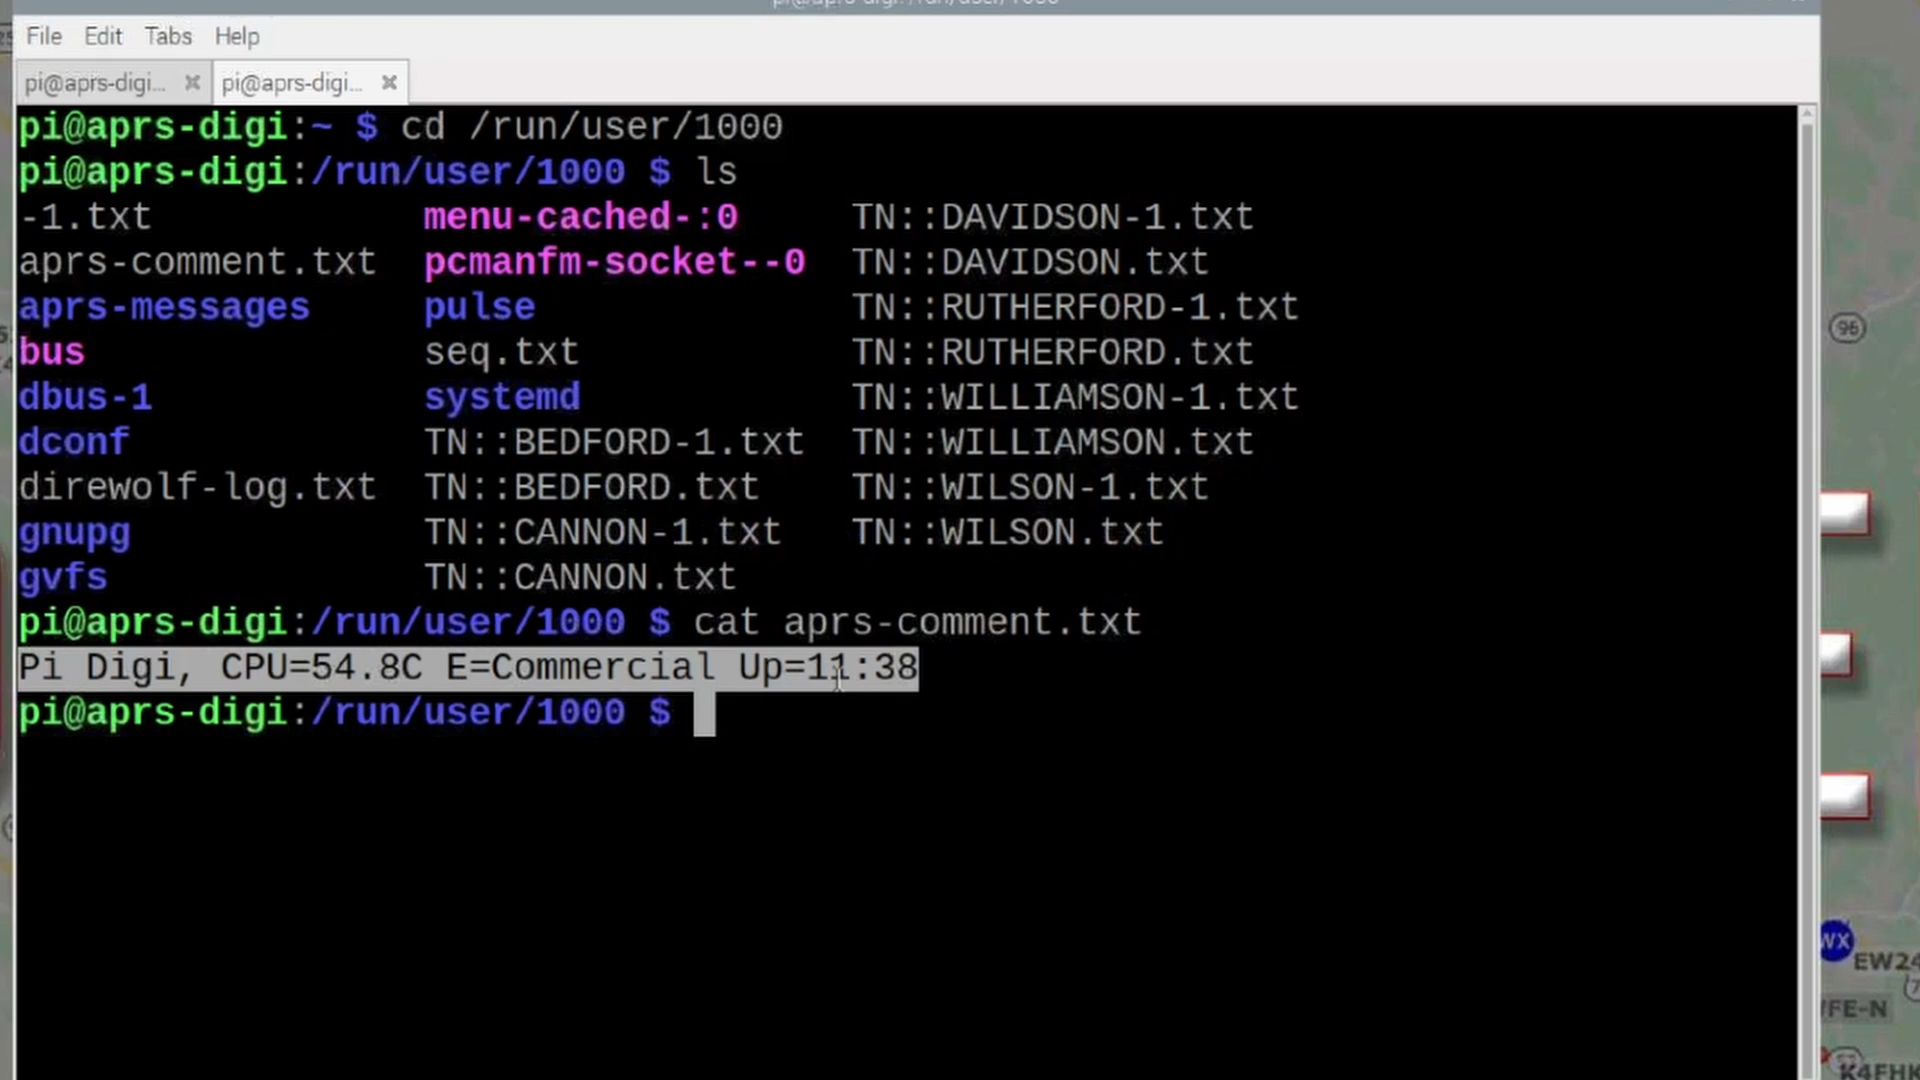 File Edit Tabs Help
pi@aprs-digi... pi@aprs-digi...
pi@aprs-digi:~ $ cd /run/user/1000
pi@aprs-digi:/run/user/1000 $ ls
-1.txt menu-cached-:0 TN::DAVIDSON-1.txt
aprs-comment.txt pcmanfm-socket--0 TN::DAVIDSON.txt
aprs-messages pulse TN::RUTHERFORD-1.txt
bus seq.txt TN::RUTHERFORD.txt
dbus-1 systemd TN::WILLIAMSON-1.txt
dconf TN::BEDFORD-1.txt TN::WILLIAMSON.txt
direwolf-log.txt TN::BEDFORD.txt TN::WILSON-1.txt
gnupg TN::CANNON-1.txt TN::WILSON.txt
gvfs TN::CANNON.txt
pi@aprs-digi:/run/user/1000 $ cat aprs-comment.txt
Pi Digi, CPU=54.8C E=Commercial Up=11:38
pi@aprs-digi:/run/user/1000 $
96
WX
EW24
FE-N
K4FHK